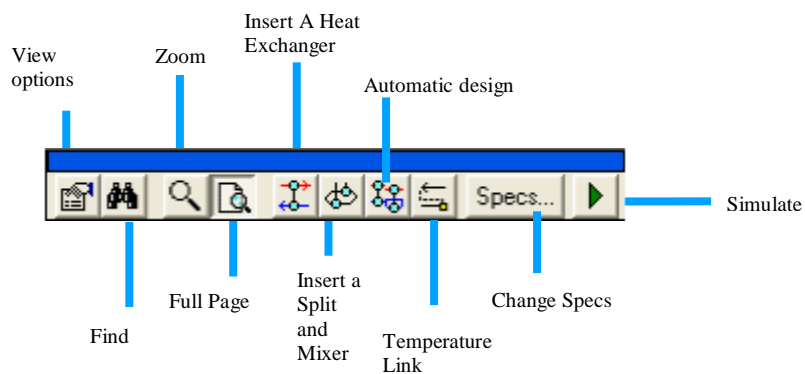 Insert A Heat
Exchanger
View
options
Zoom
Automatic design
Specs...
Simulate
Find
Full Page
Insert a
Split
and
Mixer
Temperature
Link
Change Specs